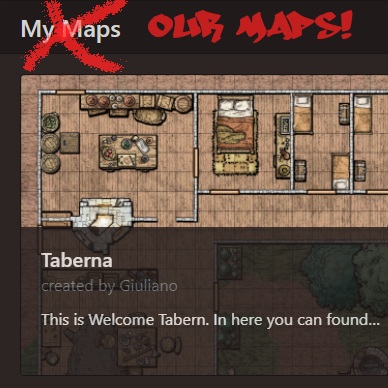 My Maps OUR MAPS!
Taberna
created by Giuliano
This is Welcome Tabern. In here you can found...